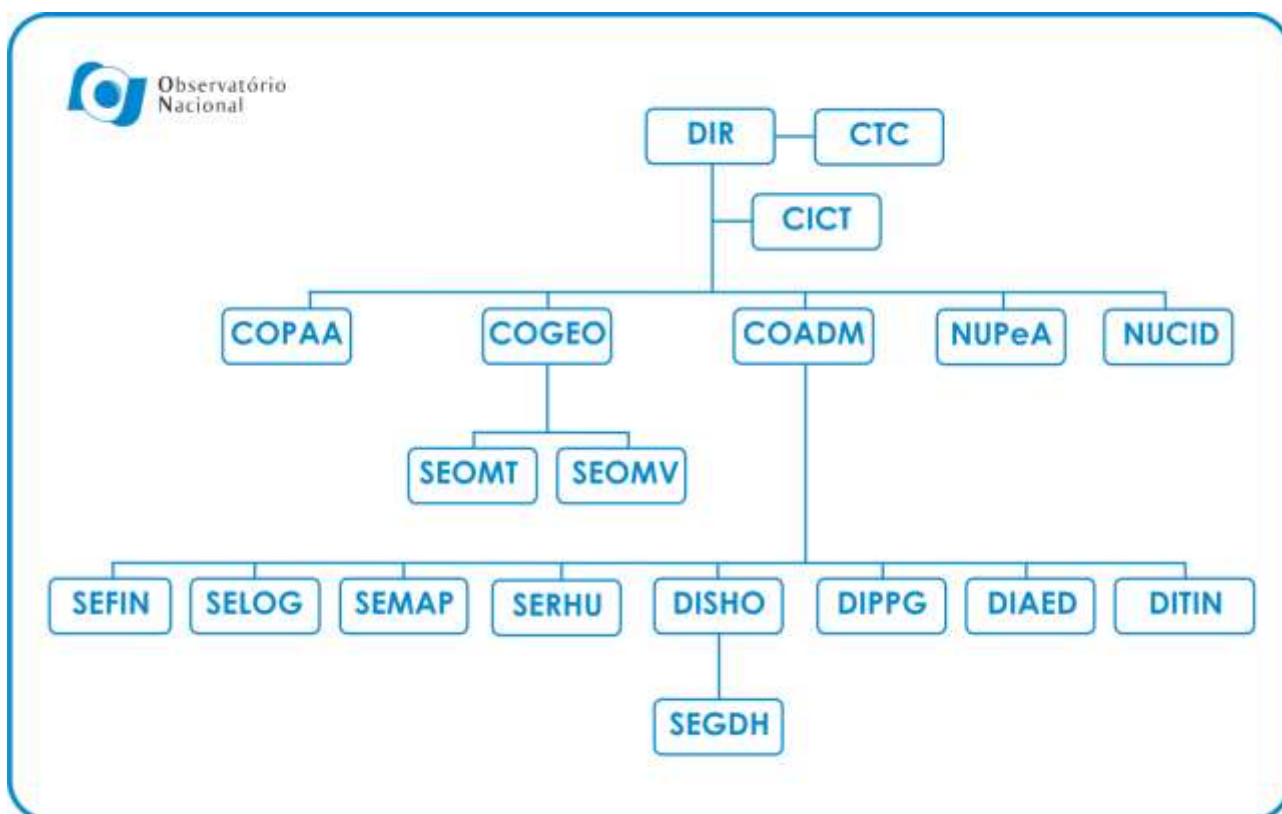 Observatório
Nacional
DIR
CTC
CICT
COPAA
COGEO
COADM
NUPeA
NUCID
SEOMT
SEOMV
SEFIN
SELOG
SEMAP
SERHU
DISHO
DIPPG
DIAED
DITIN
SEGDH